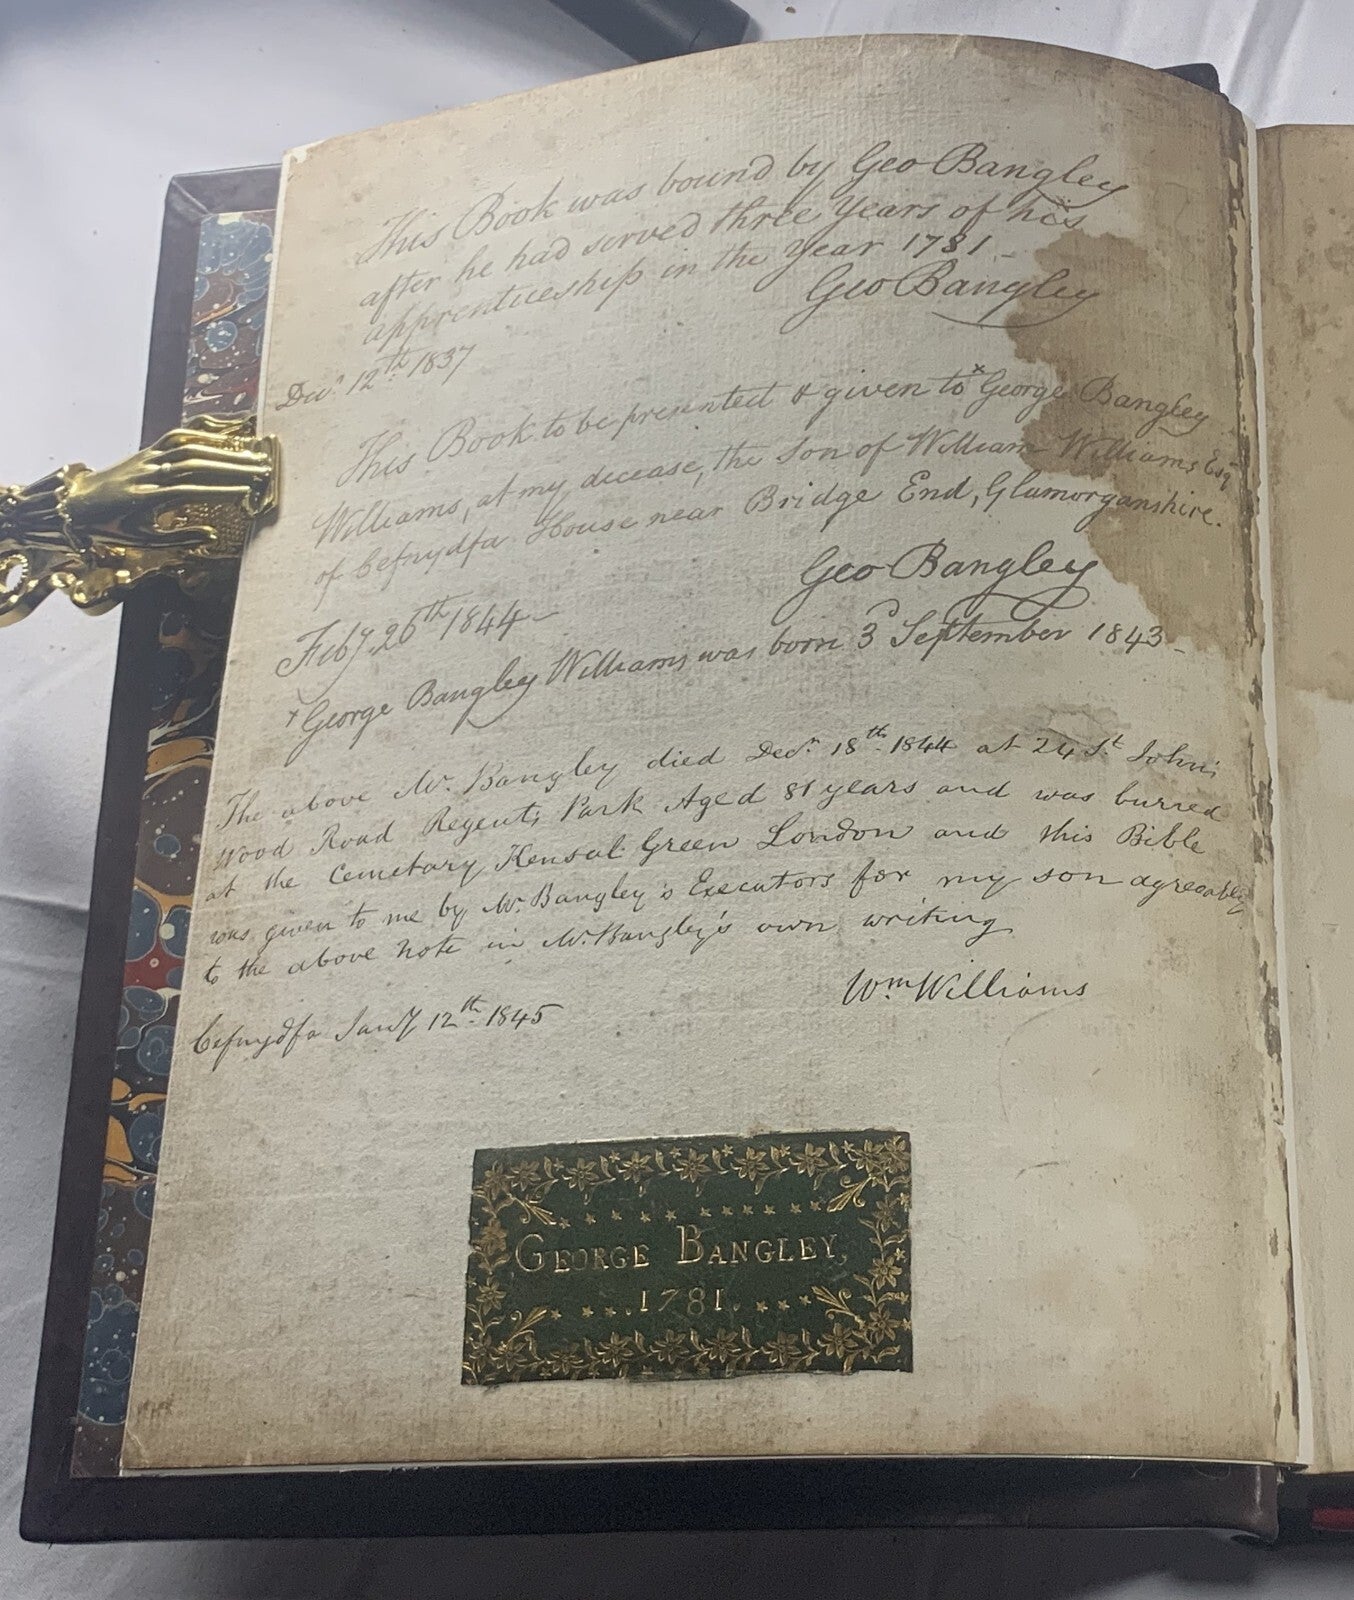 This Book was bound by Geo Bangley
after he had served three Years of his
apprenticeship in the Year 1781
Geo Bangley
Decr 12th 1837
This Book to be presented & given to x George Bangley
Williams, at my decease, the Son of William Williams Esqr
of Cefnydfa House near Bridge End, Glamorganshire.
Geo Bangley
Feby 26th 1844
x George Bangley Williams was born 3d September 1843
The above Mr. Bangley died Decr 18th 1844 at 24 St Johns
Wood Road Regents Park Aged 81 years and was burred
at the Cemetary Kensal Green London and this Bible
was given to me by Mr. Bangley's Executors for my son agreeably
to the above note in Mr. Bangley's own writing
Wm Williams
Cefnydfa Jany 12th 1845
GEORGE BANGLEY,
1781.